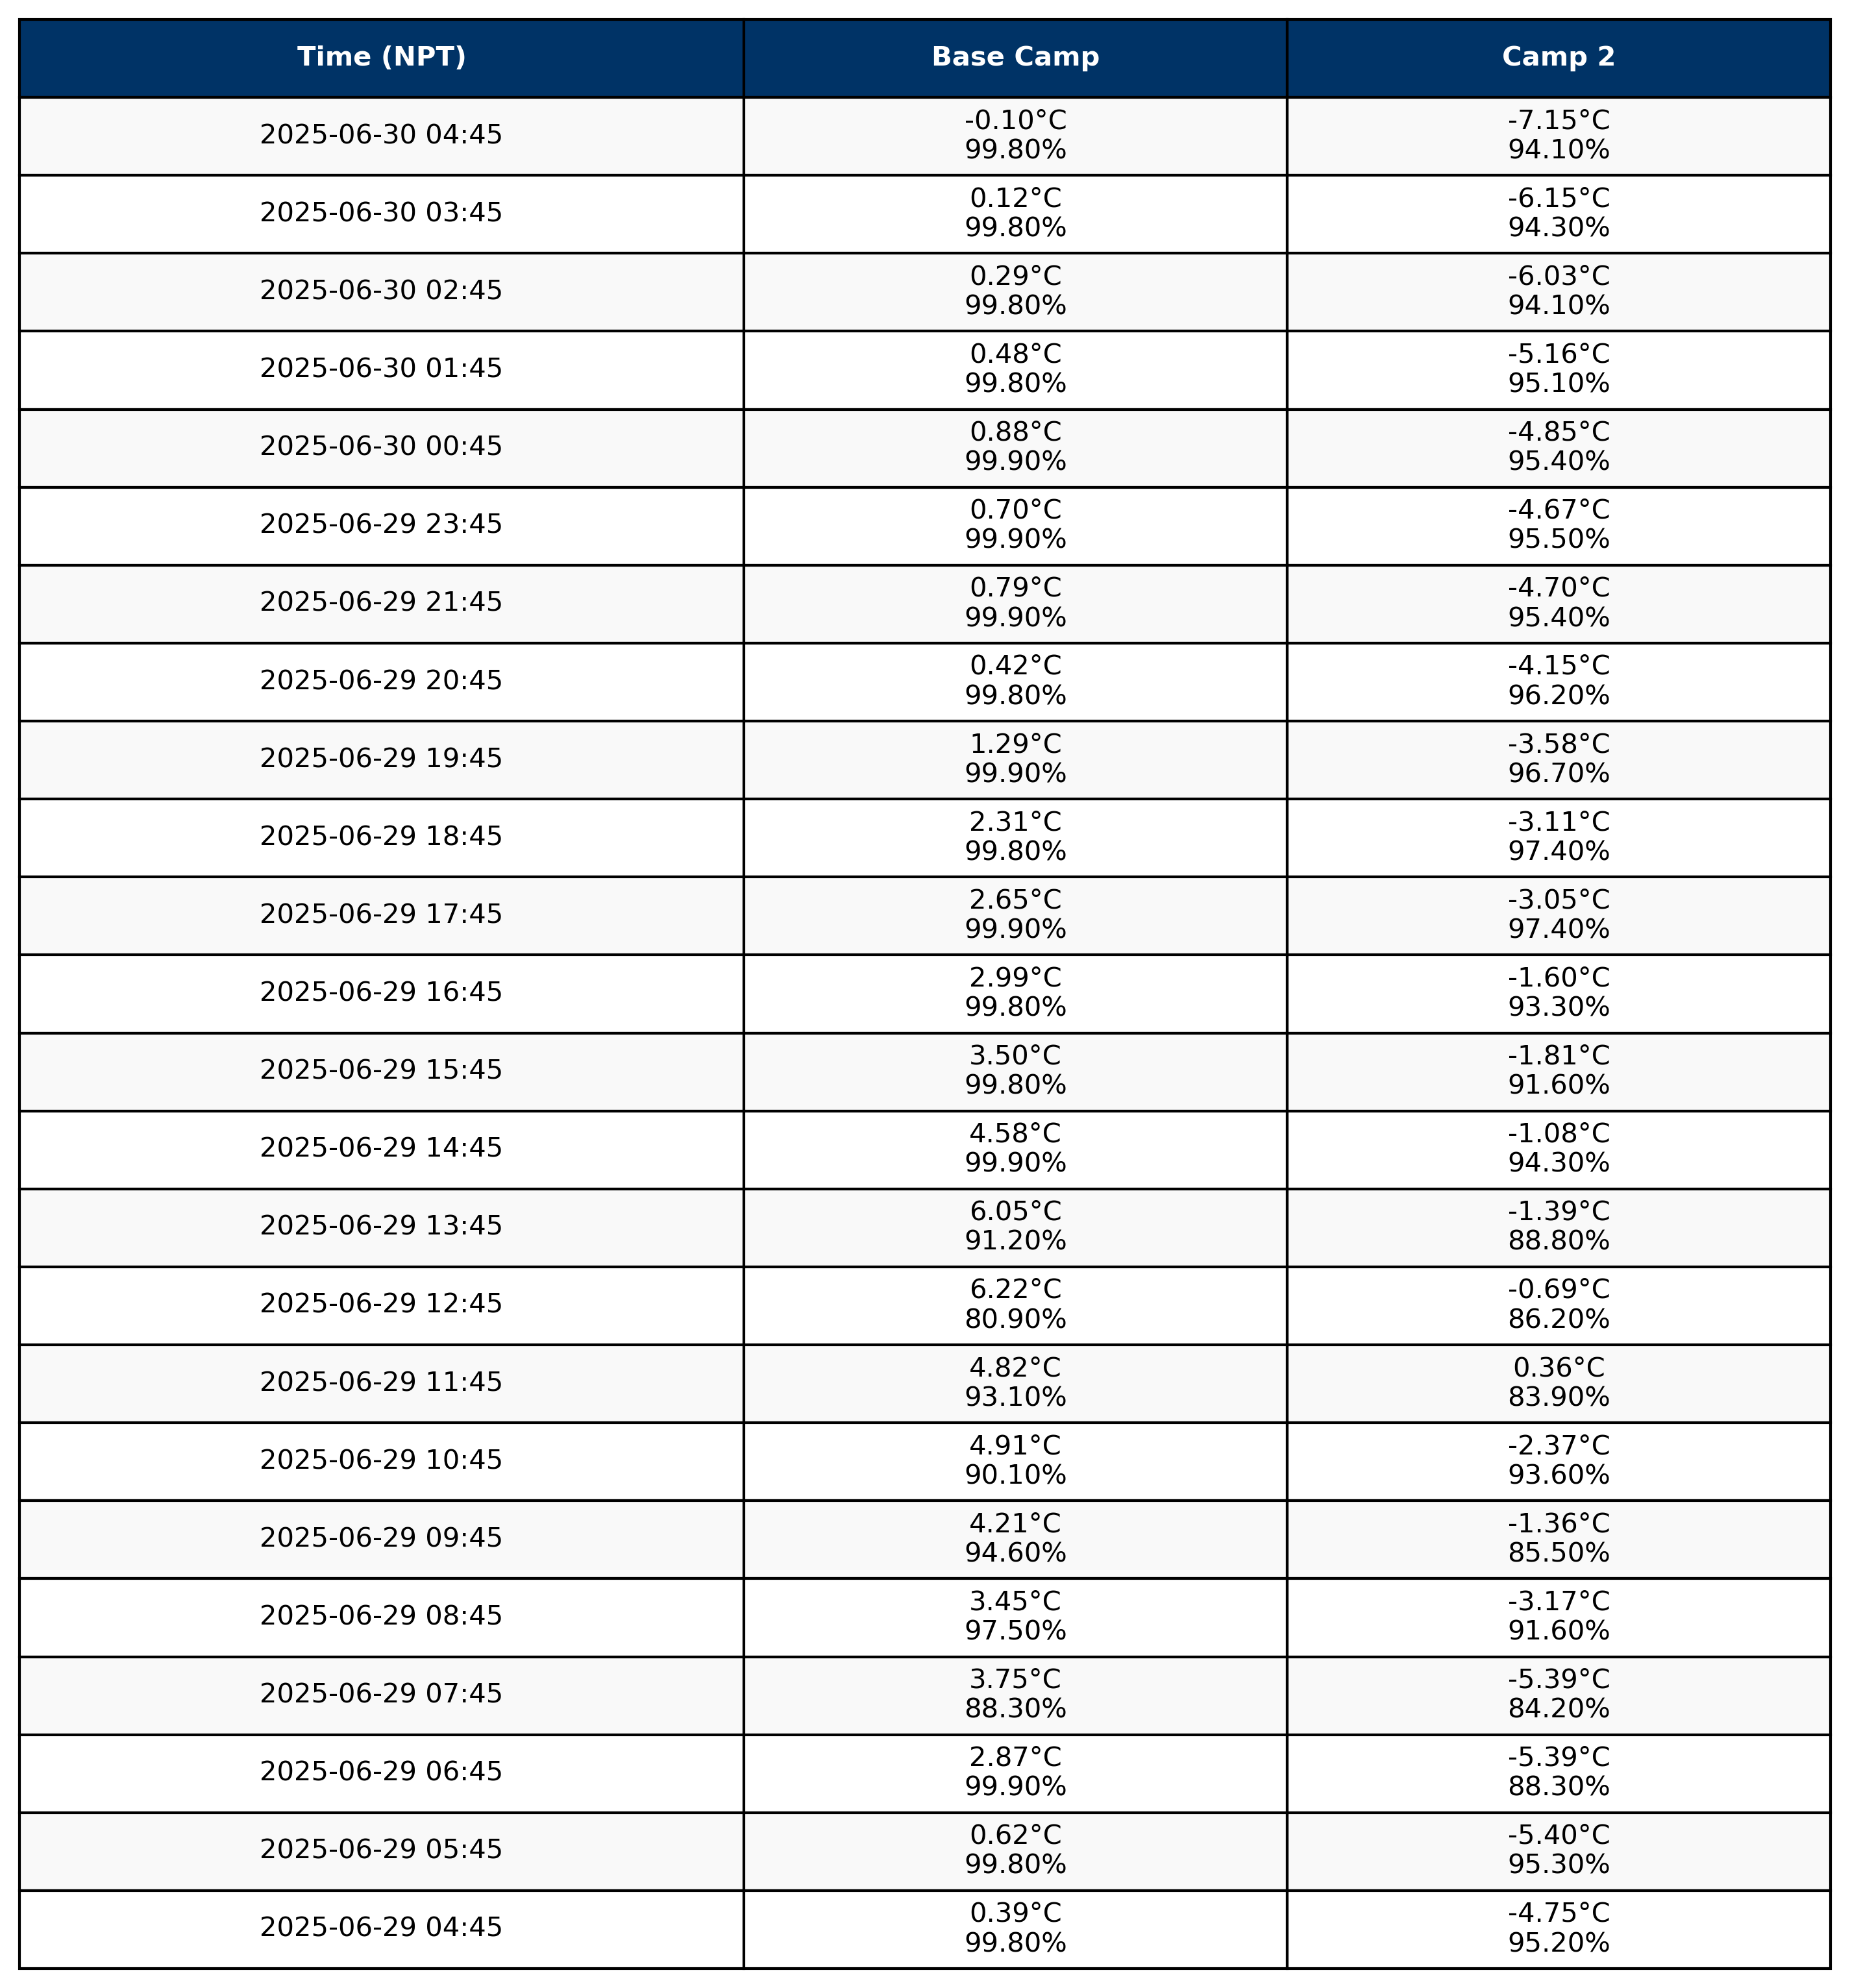 Time (NPT) Base Camp Camp 2
2025-06-30 04:45 -0.10°C -7.15°C
99.80% 94.10%
2025-06-30 03:45 0.12°C -6.15°C
99.80% 94.30%
2025-06-30 02:45 0.29°C -6.03°C
99.80% 94.10%
2025-06-30 01:45 0.48°C -5.16°C
99.80% 95.10%
2025-06-30 00:45 0.88°C -4.85°C
99.90% 95.40%
2025-06-29 23:45 0.70°C -4.67°C
99.90% 95.50%
2025-06-29 21:45 0.79°C -4.70°C
99.90% 95.40%
2025-06-29 20:45 0.42°C -4.15°C
99.80% 96.20%
2025-06-29 19:45 1.29°C -3.58°C
99.90% 96.70%
2025-06-29 18:45 2.31°C -3.11°C
99.80% 97.40%
2025-06-29 17:45 2.65°C -3.05°C
99.90% 97.40%
2025-06-29 16:45 2.99°C -1.60°C
99.80% 93.30%
2025-06-29 15:45 3.50°C -1.81°C
99.80% 91.60%
2025-06-29 14:45 4.58°C -1.08°C
99.90% 94.30%
2025-06-29 13:45 6.05°C -1.39°C
91.20% 88.80%
2025-06-29 12:45 6.22°C -0.69°C
80.90% 86.20%
2025-06-29 11:45 4.82°C 0.36°C
93.10% 83.90%
2025-06-29 10:45 4.91°C -2.37°C
90.10% 93.60%
2025-06-29 09:45 4.21°C -1.36°C
94.60% 85.50%
2025-06-29 08:45 3.45°C -3.17°C
97.50% 91.60%
2025-06-29 07:45 3.75°C -5.39°C
88.30% 84.20%
2025-06-29 06:45 2.87°C -5.39°C
99.90% 88.30%
2025-06-29 05:45 0.62°C -5.40°C
99.80% 95.30%
2025-06-29 04:45 0.39°C -4.75°C
99.80% 95.20%